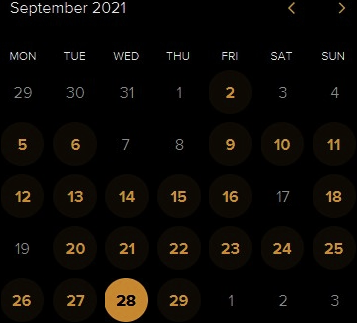 September 2021
MON TUE WED THU FRI SAT SUN
29 30 31 1 2 3 4
5 6 7 8 9 10 11
12 13 14 15 16 17 18
19 20 21 22 23 24 25
26 27 28 29 1 2 3